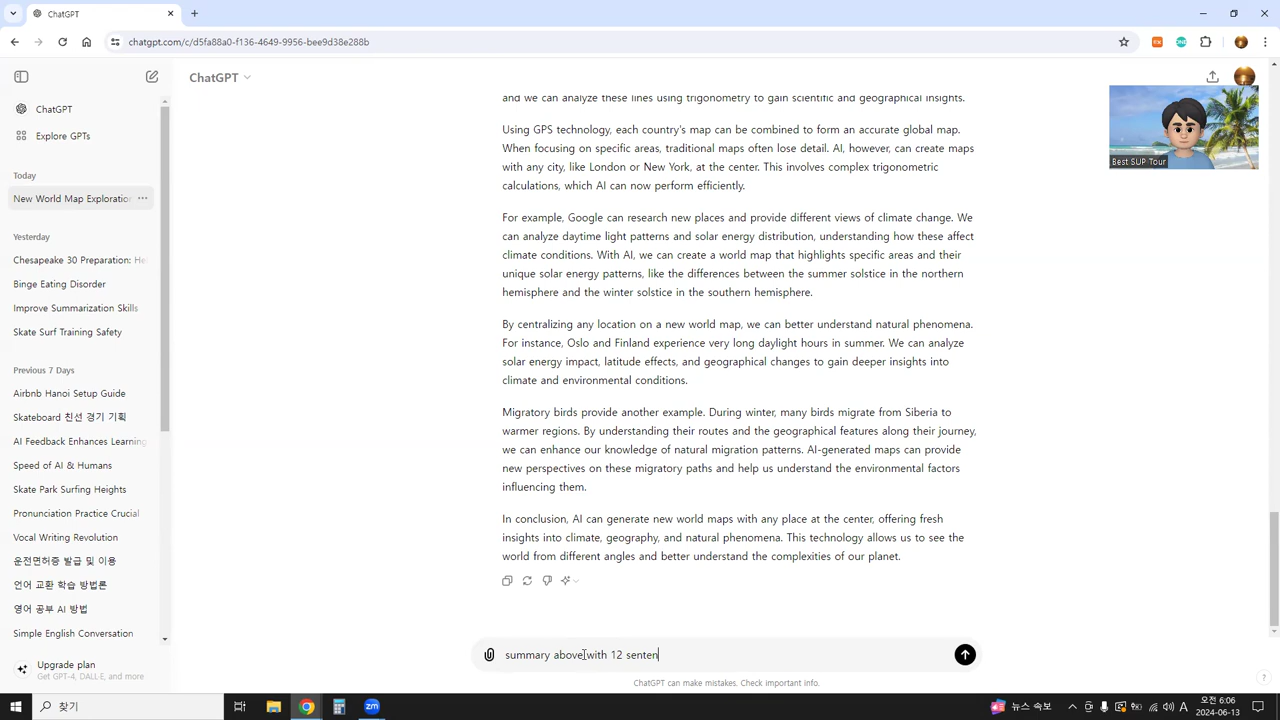 ChatGPT
chatgpt.com/c/d5fa88a0-f136-4649-9956-bee9d38e288b
ChatGPT
Explore GPTs
Today
New World Map Exploration
Yesterday
Chesapeake 30 Preparation: He
Binge Eating Disorder
Improve Summarization Skills
Skate Surf Training Safety
Previous 7 Days
Airbnb Hanoi Setup Guide
Skateboard 친선 경기 기획
AI Feedback Enhances Learning
Speed of AI & Humans
Skate Park Surfing Heights
Pronunciation Practice Crucial
Vocal Writing Revolution
운전면허증 발급 및 이용
언어 교환 학습 방법론
영어 공부 AI 방법
Simple English Conversation
Upgrade plan
Get GPT-4, DALL·E, and more
ChatGPT
Best SUP Tour
and we can analyze these lines using trigonometry to gain scientific and geographical insights.
Using GPS technology, each country's map can be combined to form an accurate global map.
When focusing on specific areas, traditional maps often lose detail. AI, however, can create maps
with any city, like London or New York, at the center. This involves complex trigonometric
calculations, which AI can now perform efficiently.
For example, Google can research new places and provide different views of climate change. We
can analyze daytime light patterns and solar energy distribution, understanding how these affect
climate conditions. With AI, we can create a world map that highlights specific areas and their
unique solar energy patterns, like the differences between the summer solstice in the northern
hemisphere and the winter solstice in the southern hemisphere.
By centralizing any location on a new world map, we can better understand natural phenomena.
For instance, Oslo and Finland experience very long daylight hours in summer. We can analyze
solar energy impact, latitude effects, and geographical changes to gain deeper insights into
climate and environmental conditions.
Migratory birds provide another example. During winter, many birds migrate from Siberia to
warmer regions. By understanding their routes and the geographical features along their journey,
we can enhance our knowledge of natural migration patterns. AI-generated maps can provide
new perspectives on these migratory paths and help us understand the environmental factors
influencing them.
In conclusion, AI can generate new world maps with any place at the center, offering fresh
insights into climate, geography, and natural phenomena. This technology allows us to see the
world from different angles and better understand the complexities of our planet.
summary above with 12 senten
ChatGPT can make mistakes. Check important info.
찾기
뉴스 속보
A
오전 6:06
2024-06-13